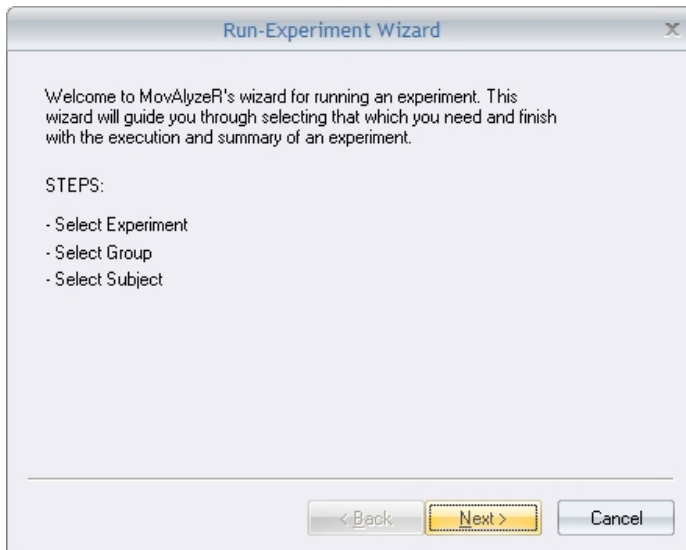 Run-Experiment Wizard
x
Welcome to MovAlyzeR's wizard for running an experiment. This
wizard will guide you through selecting that which you need and finish
with the execution and summary of an experiment.
STEPS:
- Select Experiment
- Select Group
- Select Subject
< Back
Next >
Cancel